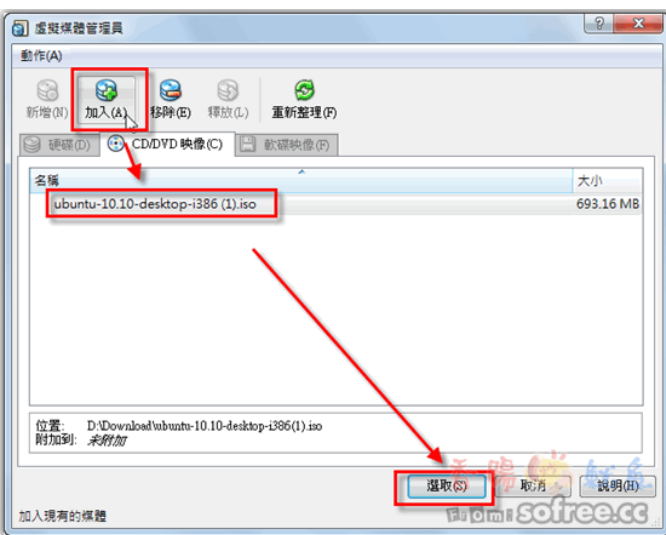 虛擬媒體管理員
動作(A)
新增(N) 加入(A) 移除(E) 釋放(L) 重新整理(F)
硬碟(D) CD/DVD 映像(C) 軟碟映像(F)
名稱 大小
ubuntu-10.10-desktop-i386 (1).iso 693.16 MB
位置: D:\Download\ubuntu-10.10-desktop-i386(1).iso
附加到: 未附加
選取(S) 取消 說明(H)
加入現有的媒體
From: sofree.cc